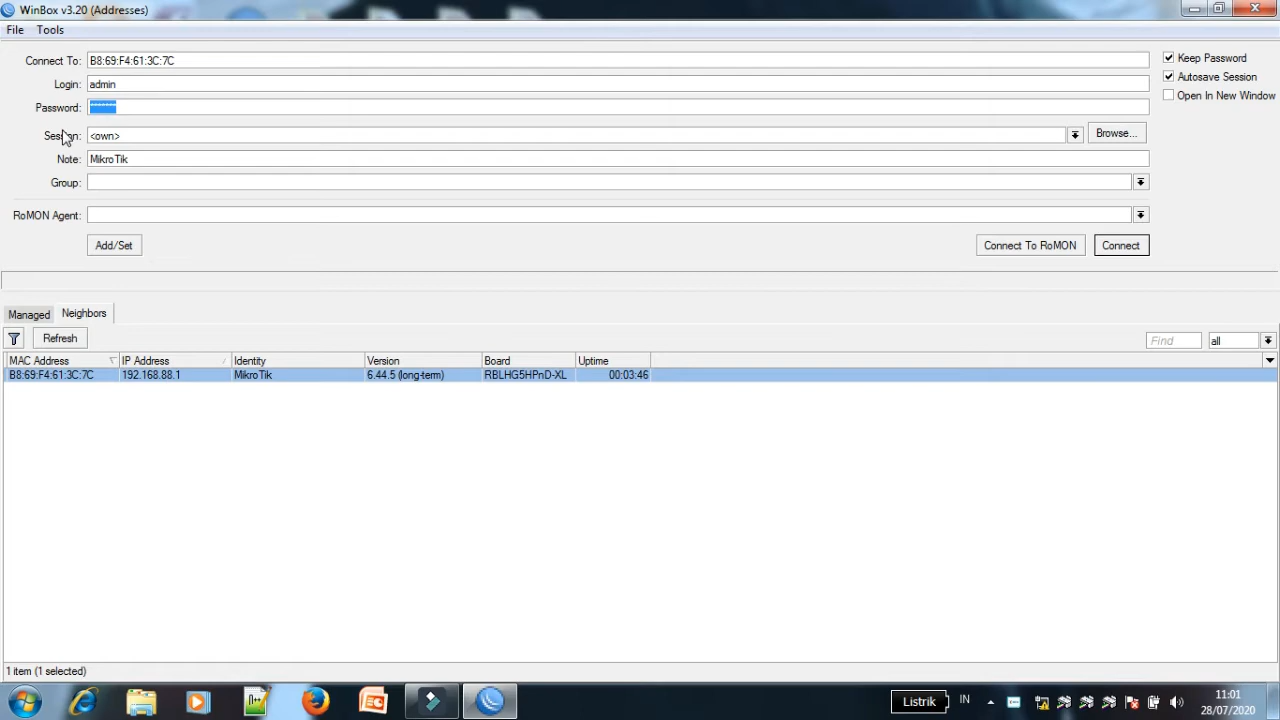 WinBox v3.20 (Addresses)
File Tools
Connect To: B8:69:F4:61:3C:7C
Keep Password
Login: admin
Autosave Session
Password: *******
Open In New Window
Session: <own>
Browse...
Note: MikroTik
Group:
RoMON Agent:
Add/Set
Connect To RoMON
Connect
Managed
Neighbors
Refresh
Find
all
MAC Address IP Address Identity Version Board Uptime
B8:69:F4:61:3C:7C 192.168.88.1 MikroTik 6.44.5 (long-term) RBLHG5HPnD-XL 00:03:46
1 item (1 selected)
Listrik
IN
11:01
28/07/2020